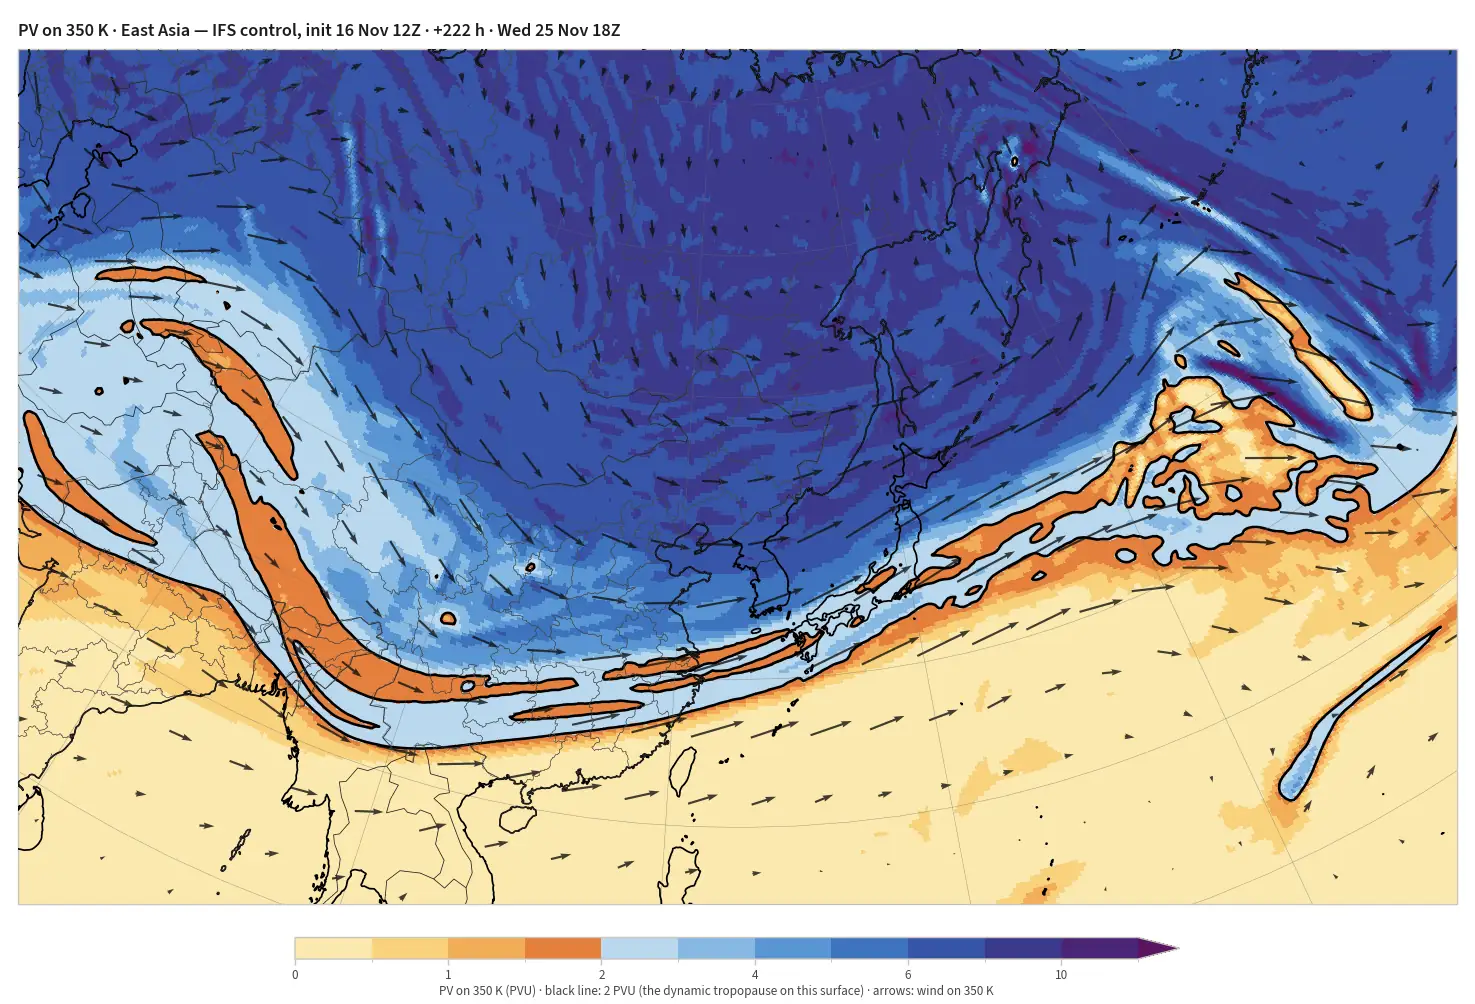 PV on 350 K · East Asia — IFS control, init 16 Nov 12Z · +222 h · Wed 25 Nov 18Z
0 1 2 4 6 10
PV on 350 K (PVU) · black line: 2 PVU (the dynamic tropopause on this surface) · arrows: wind on 350 K